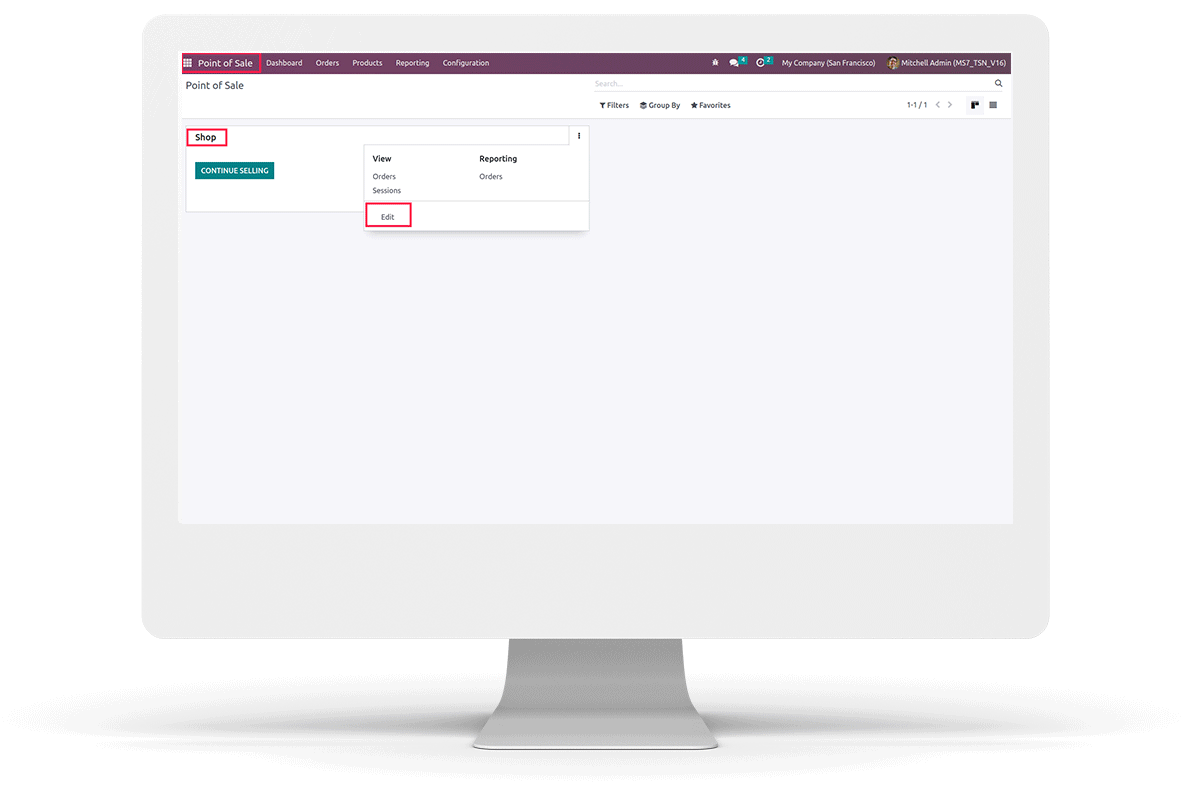 Point of Sale Dashboard Orders Products Reporting Configuration 4 2 My Company (San Francisco) Mitchell Admin (MS7_TSN_V16)
Point of Sale Search...
Filters Group By Favorites 1-1 / 1
Shop
View Reporting
CONTINUE SELLING
Orders Orders
Sessions
Edit